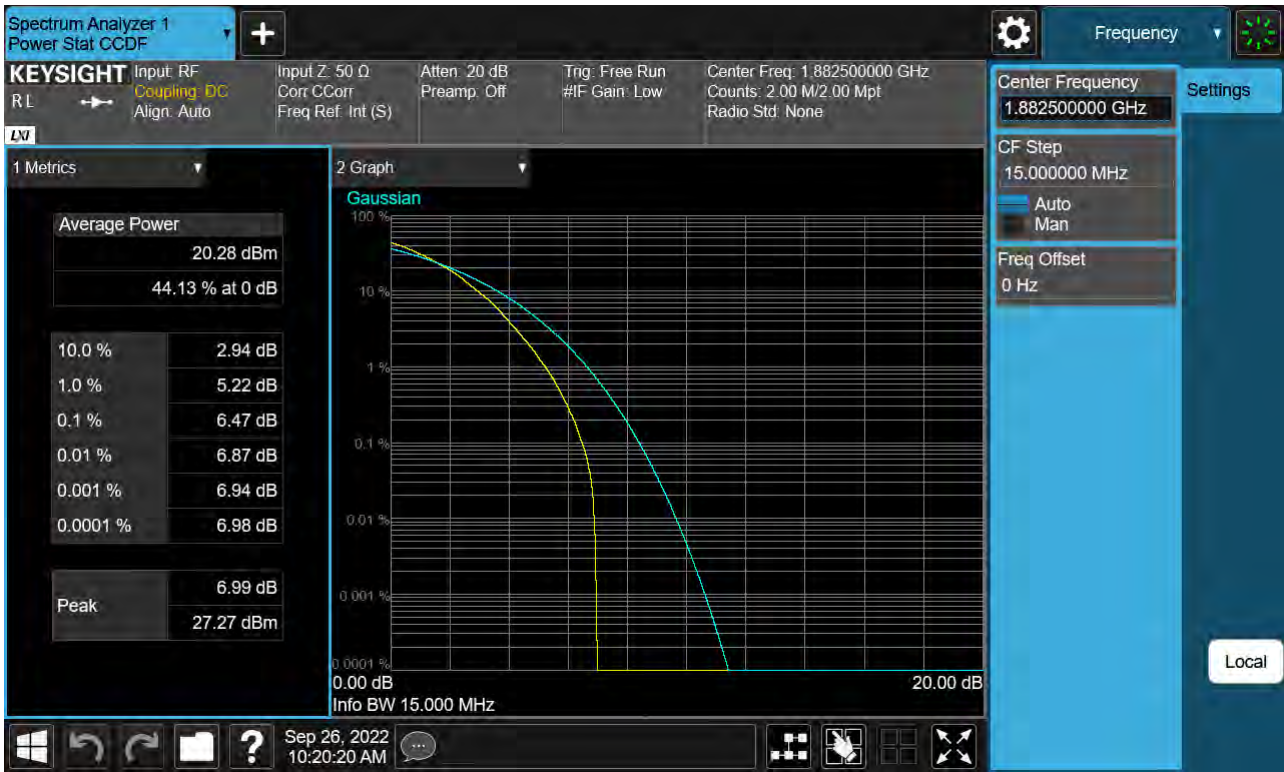 Spectrum Analyzer 1
Power Stat CCDF
+
Frequency
KEYSIGHT
RL
LXI
Input: RF
Coupling: DC
Align: Auto
Input Z: 50 Ω
Corr CCorr
Freq Ref: Int (S)
Atten: 20 dB
Preamp: Off
Trig: Free Run
#IF Gain: Low
Center Freq: 1.882500000 GHz
Counts: 2.00 M/2.00 Mpt
Radio Std: None
Center Frequency
1.882500000 GHz
Settings
CF Step
15.000000 MHz
Auto
Man
Freq Offset
0 Hz
Local
1 Metrics
Average Power
20.28 dBm
44.13 % at 0 dB
10.0 % 2.94 dB
1.0 % 5.22 dB
0.1 % 6.47 dB
0.01 % 6.87 dB
0.001 % 6.94 dB
0.0001 % 6.98 dB
Peak
6.99 dB
27.27 dBm
2 Graph
Gaussian
100 %
10 %
1 %
0.1 %
0.01 %
0.001 %
0.0001 %
0.00 dB 20.00 dB
Info BW 15.000 MHz
?
Sep 26, 2022
10:20:20 AM